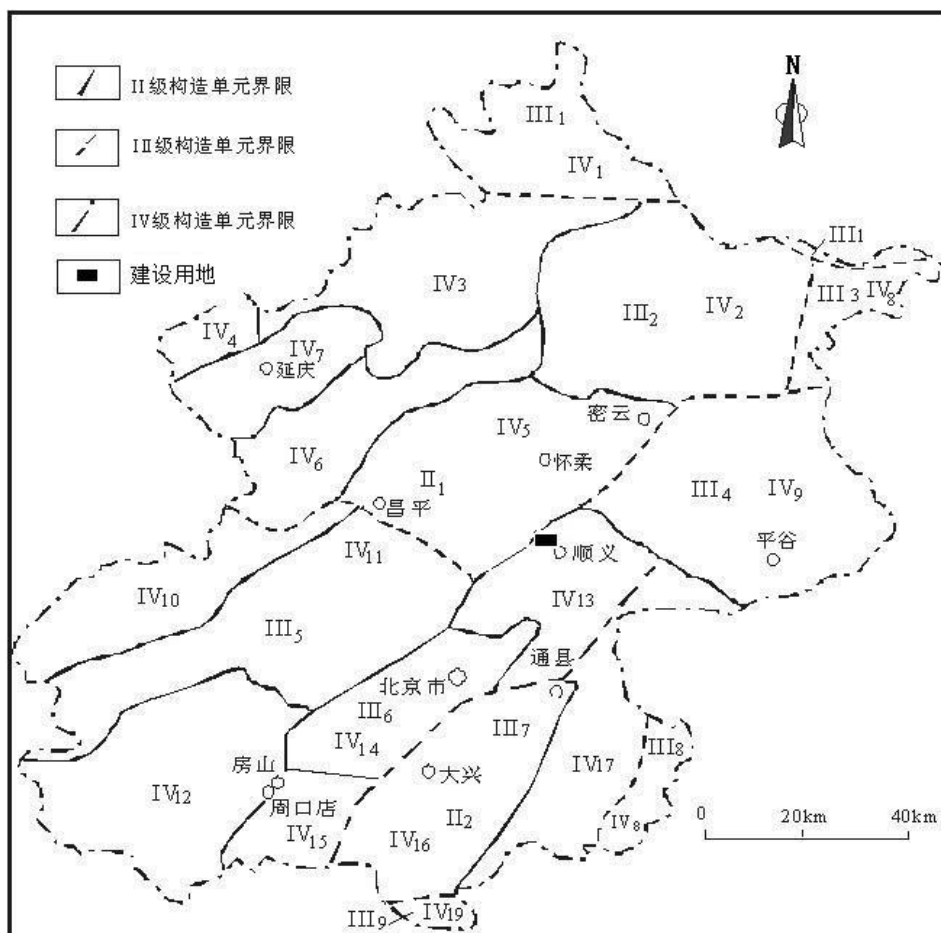 N
II级构造单元界限
III级构造单元界限
IV级构造单元界限
建设用地
III1
IV1
III1
IV3
III2
IV2
III3
IV8
IV4
IV7
延庆
密云
IV5
怀柔
IV6
II1
III4
IV9
昌平
平谷
IV11
顺义
IV10
IV13
III5
通县
北京市
III6
III7
III8
IV14
房山
大兴
IV17
IV12
周口店
II2
IV8
IV15
IV16
III9
IV19
0 20km 40km